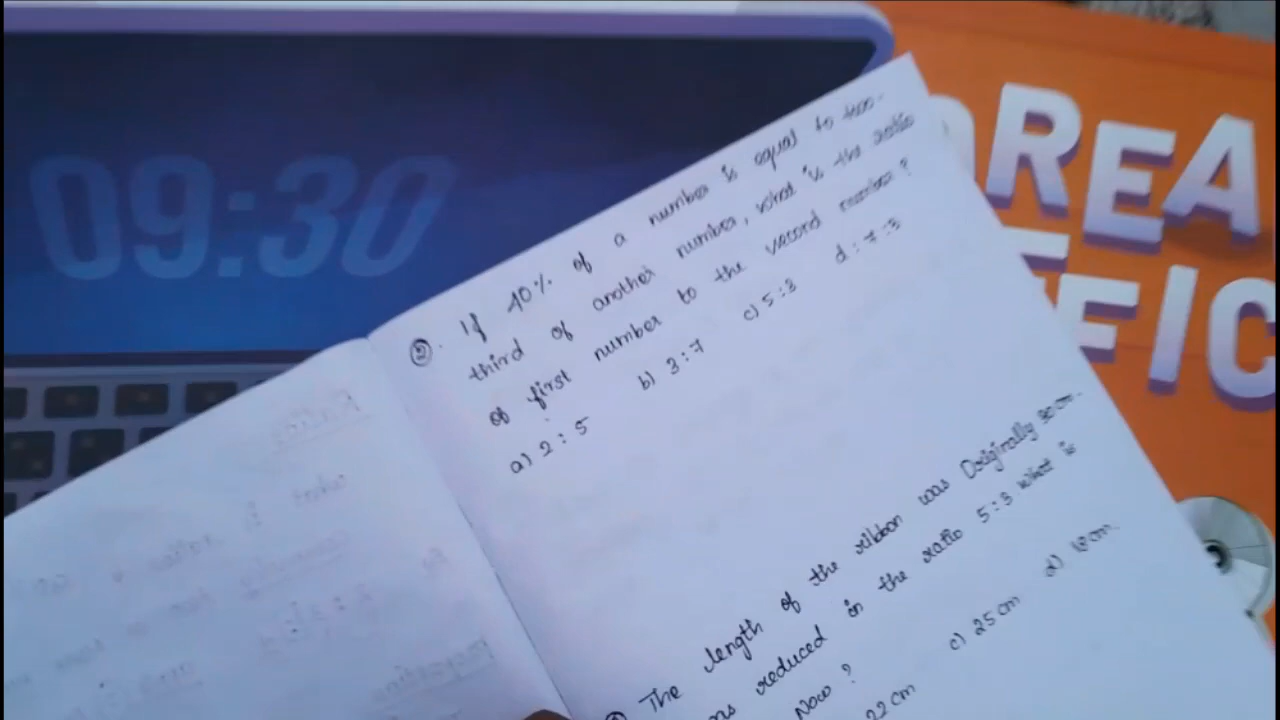 09:30
REA
FFIC
②. If 40% of a number is equal to two-
third of another number, what is the ratio
of first number to the second number?
a) 2:5 b) 3:7 c) 5:3 d: 7:3
The length of the ribbon was Doriginally 30 cm.
reduced in the ratio 5:3 what is
Now?
22 cm c) 25 cm d) 18 cm.